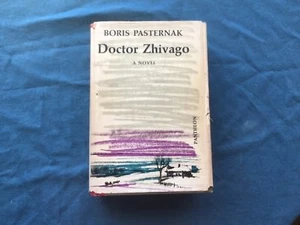 BORIS PASTERNAK
Doctor Zhivago
A NOVEL
PANTHEON